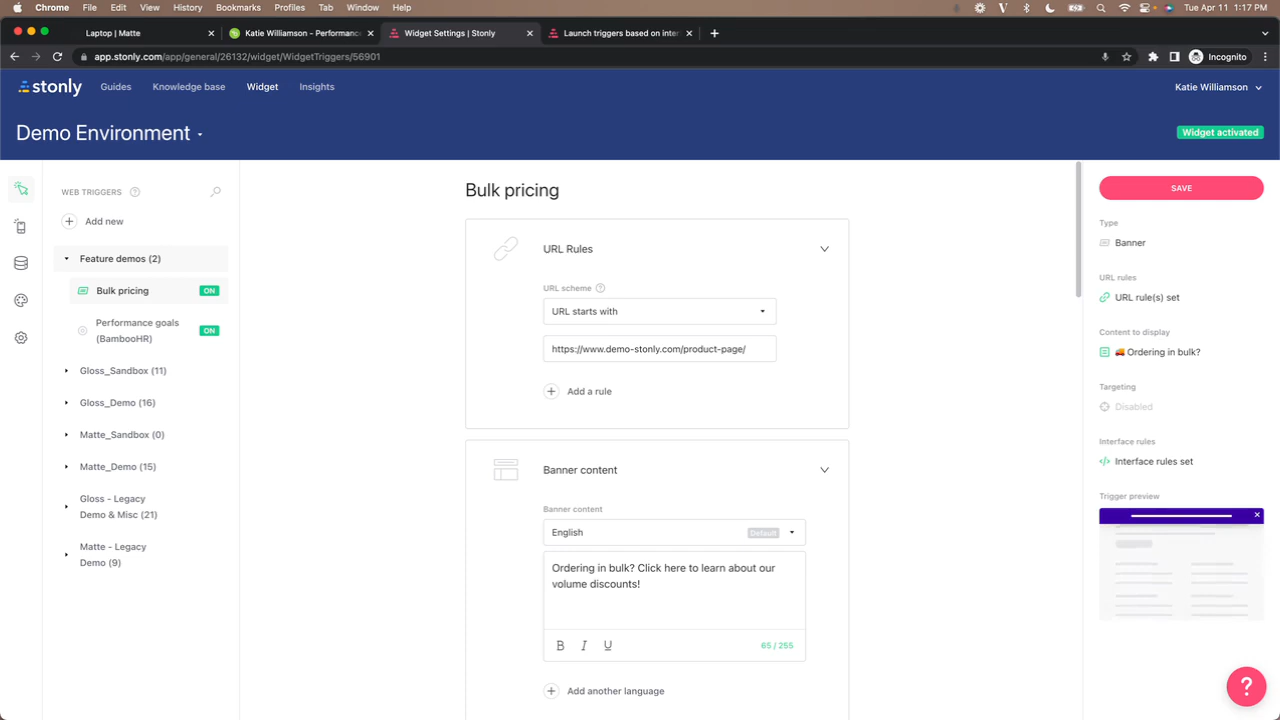 Chrome File Edit View History Bookmarks Profiles Tab Window Help
Tue Apr 11 1:17 PM
Laptop | Matte
Katie Williamson - Performance
Widget Settings | Stonly
Launch triggers based on inter
app.stonly.com/app/general/26132/widget/WidgetTriggers/56901
Incognito
stonly Guides Knowledge base Widget Insights
Katie Williamson
Demo Environment
Widget activated
WEB TRIGGERS
Add new
Feature demos (2)
Bulk pricing ON
Performance goals
(BambooHR) ON
Gloss_Sandbox (11)
Gloss_Demo (16)
Matte_Sandbox (0)
Matte_Demo (15)
Gloss - Legacy
Demo & Misc (21)
Matte - Legacy
Demo (9)
Bulk pricing
URL Rules
URL scheme
URL starts with
https://www.demo-stonly.com/product-page/
Add a rule
Banner content
Banner content
English Default
Ordering in bulk? Click here to learn about our
volume discounts!
B I U 65 / 255
Add another language
SAVE
Type
Banner
URL rules
URL rule(s) set
Content to display
🚚 Ordering in bulk?
Targeting
Disabled
Interface rules
Interface rules set
Trigger preview
?